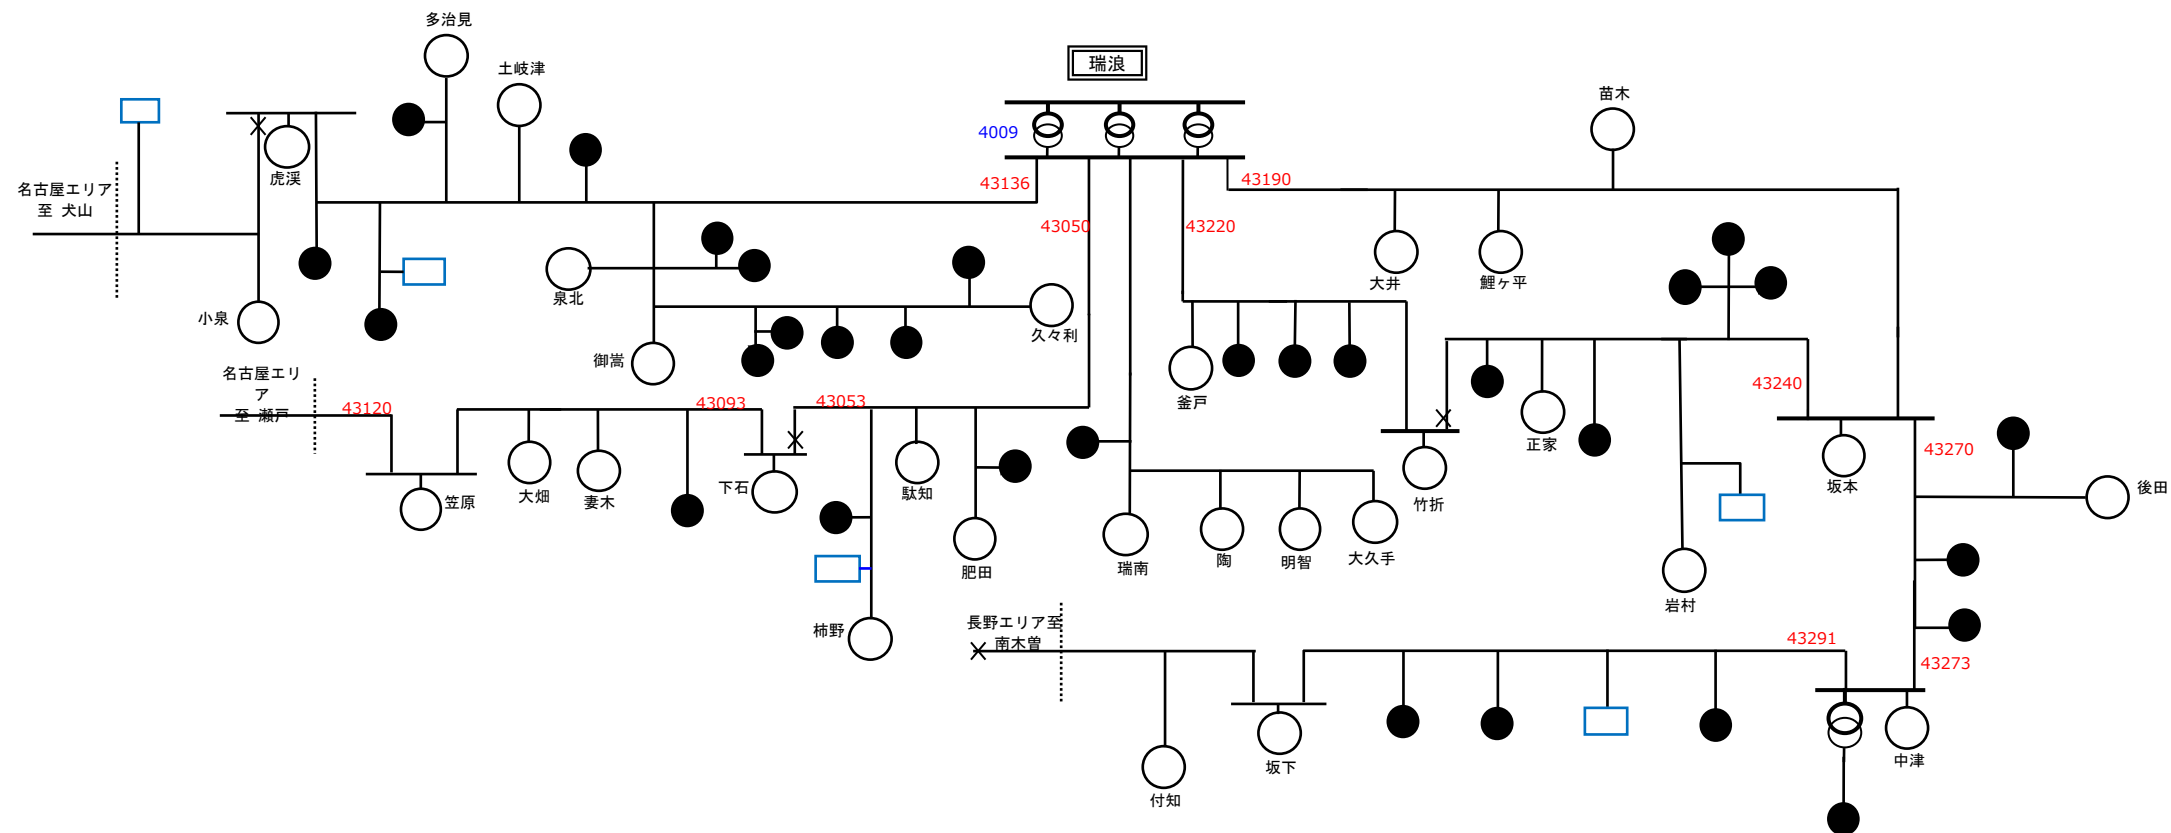 多治見
瑞浪
土岐津
苗木
4009
虎渓
43136
43190
名古屋エリア
至 犬山
43050
43220
大井
鯉ヶ平
泉北
小泉
久々利
御嵩
名古屋エリ
ア
至 瀬戸
43120
43093
43053
釜戸
43240
正家
43270
下石
駄知
坂本
後田
笠原
大畑
妻木
竹折
肥田
瑞南
陶
明智
大久手
岩村
柿野
長野エリア至
南木曽
43291
43273
坂下
中津
付知